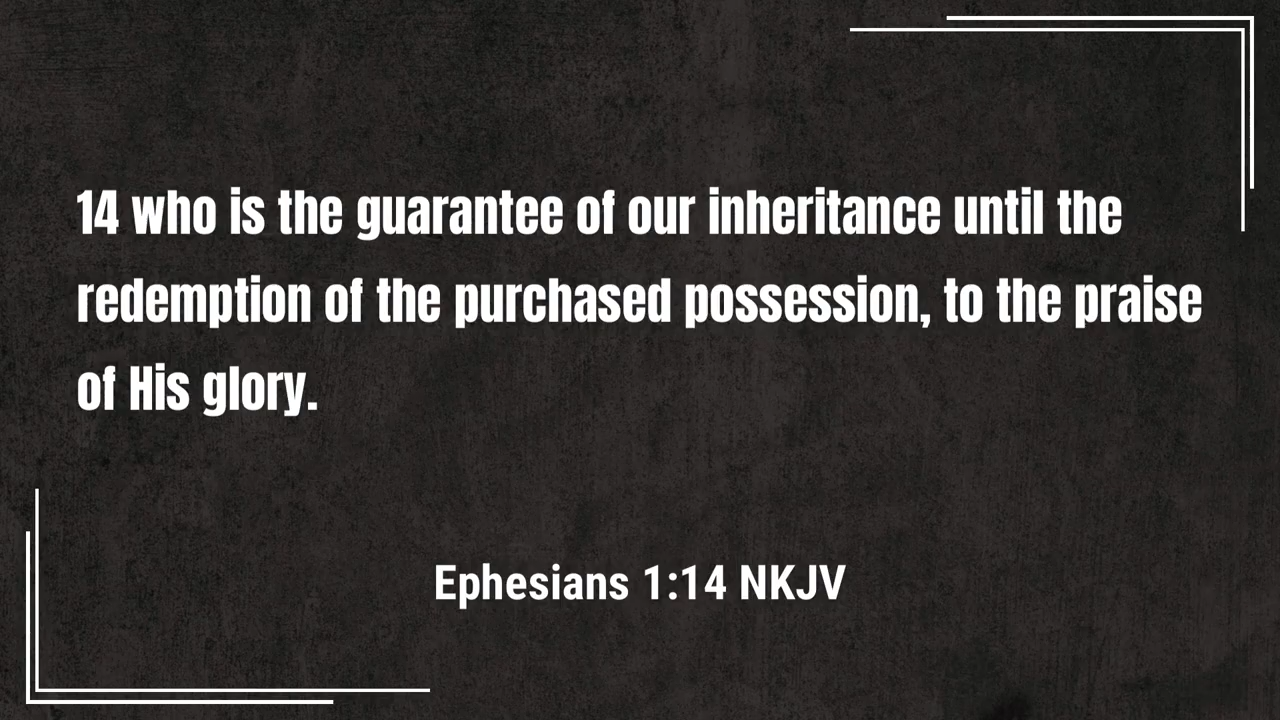 14 who is the guarantee of our inheritance until the
redemption of the purchased possession, to the praise
of His glory.
Ephesians 1:14 NKJV